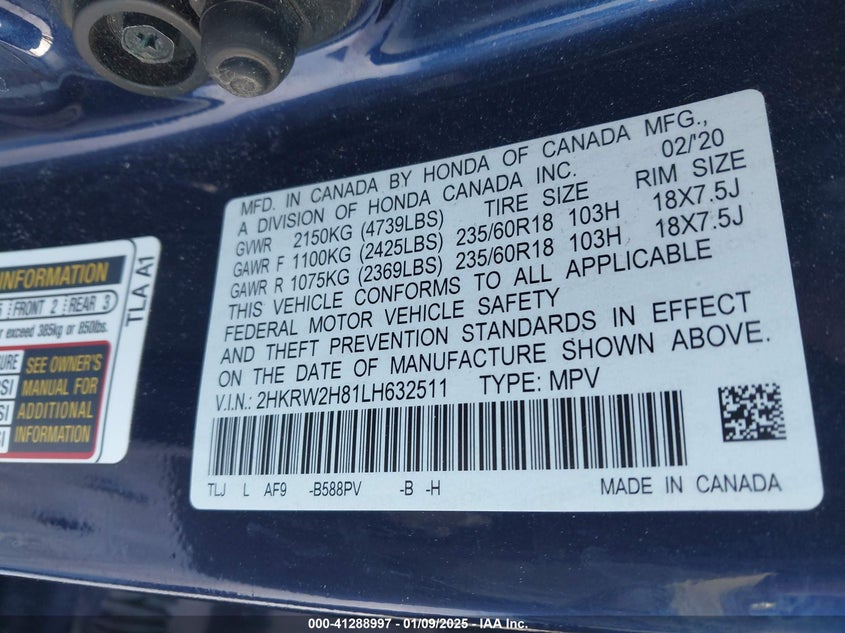 MFD. IN CANADA BY HONDA OF CANADA MFG.,
A DIVISION OF HONDA CANADA INC. 02/'20
GVWR 2150KG (4739LBS) TIRE SIZE RIM SIZE
GAWR F 1100KG (2425LBS) 235/60R18 103H 18X7.5J
GAWR R 1075KG (2369LBS) 235/60R18 103H 18X7.5J
THIS VEHICLE CONFORMS TO ALL APPLICABLE
FEDERAL MOTOR VEHICLE SAFETY
AND THEFT PREVENTION STANDARDS IN EFFECT
ON THE DATE OF MANUFACTURE SHOWN ABOVE.
V.I.N.: 2HKRW2H81LH632511 TYPE: MPV
TLJ L AF9 -B588PV -B -H MADE IN CANADA
INFORMATION
FRONT 2 REAR 3
exceed 385kg or 850lbs.
SEE OWNER'S
MANUAL FOR
ADDITIONAL
INFORMATION
TLA A1
000-41288997 - 01/09/2025 - IAA Inc.